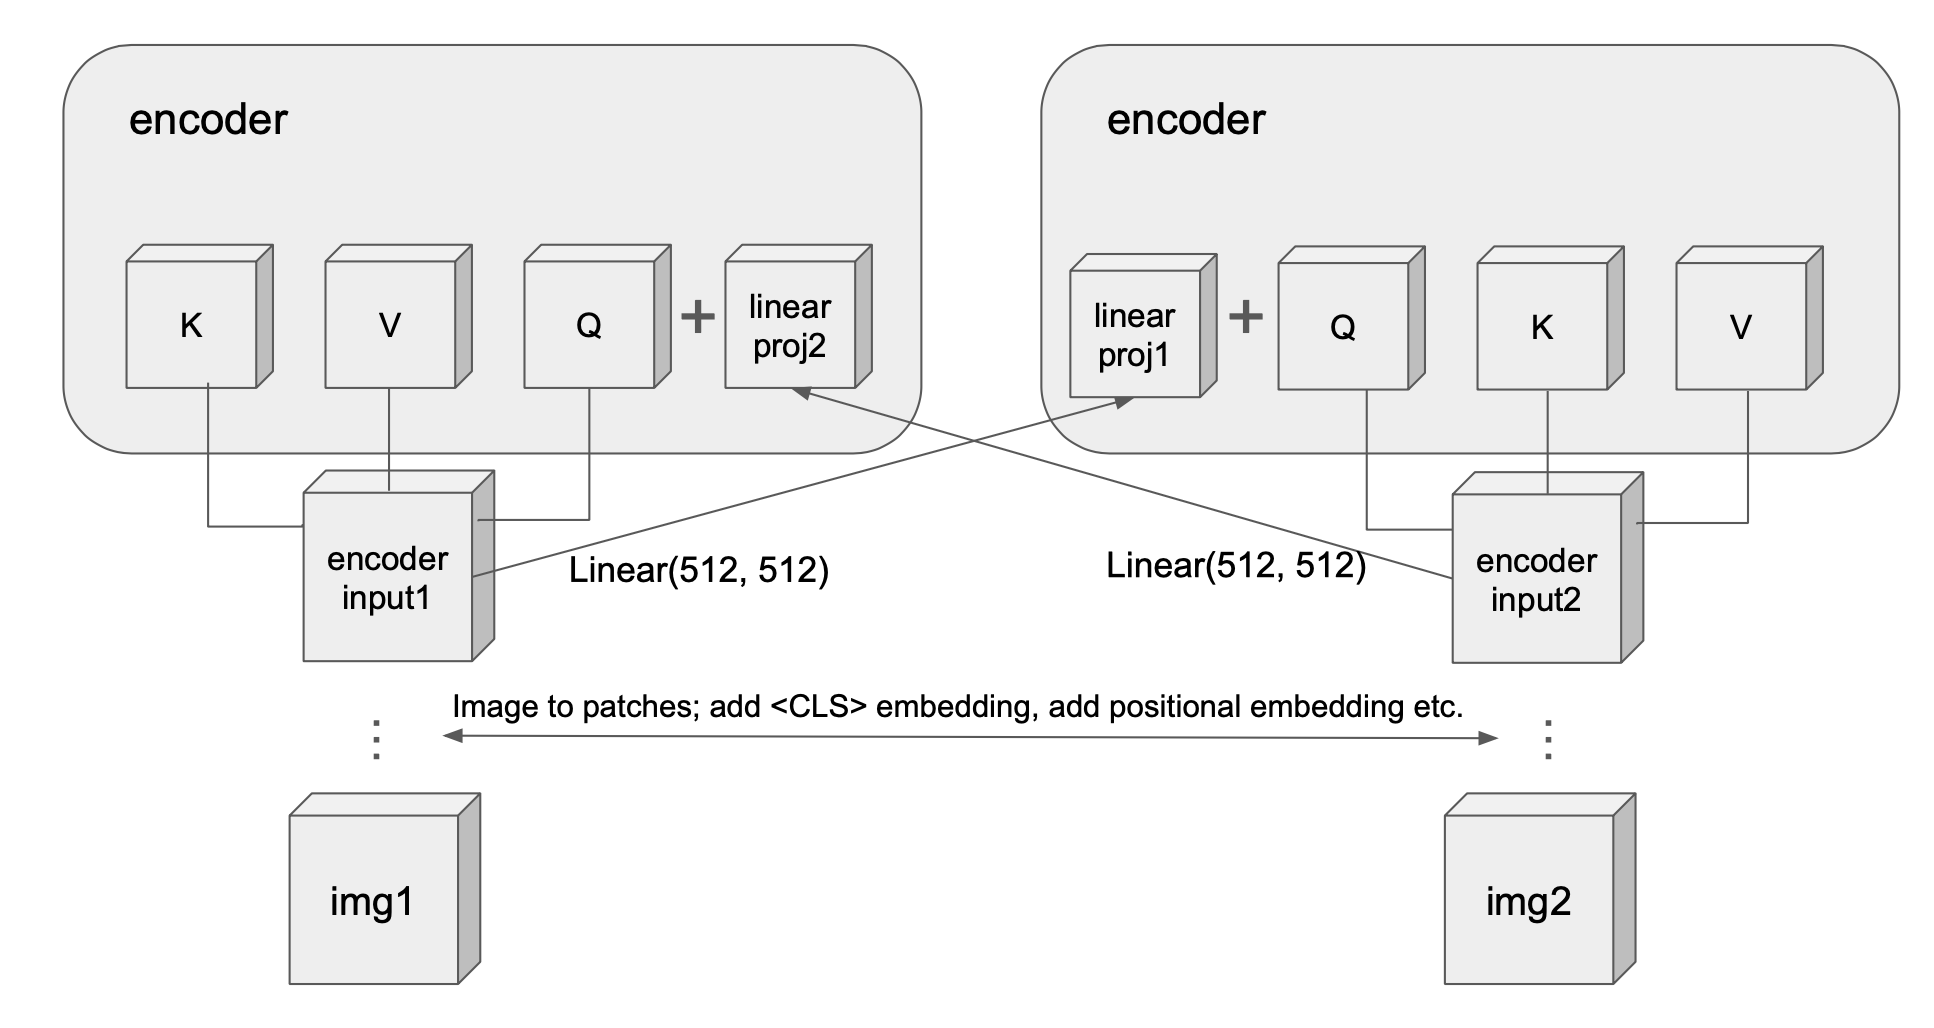 encoder
encoder
K
V
Q
+
linear
proj2
linear
proj1
+
Q
K
V
encoder
input1
Linear(512, 512)
Linear(512, 512)
encoder
input2
Image to patches; add <CLS> embedding, add positional embedding etc.
img1
img2